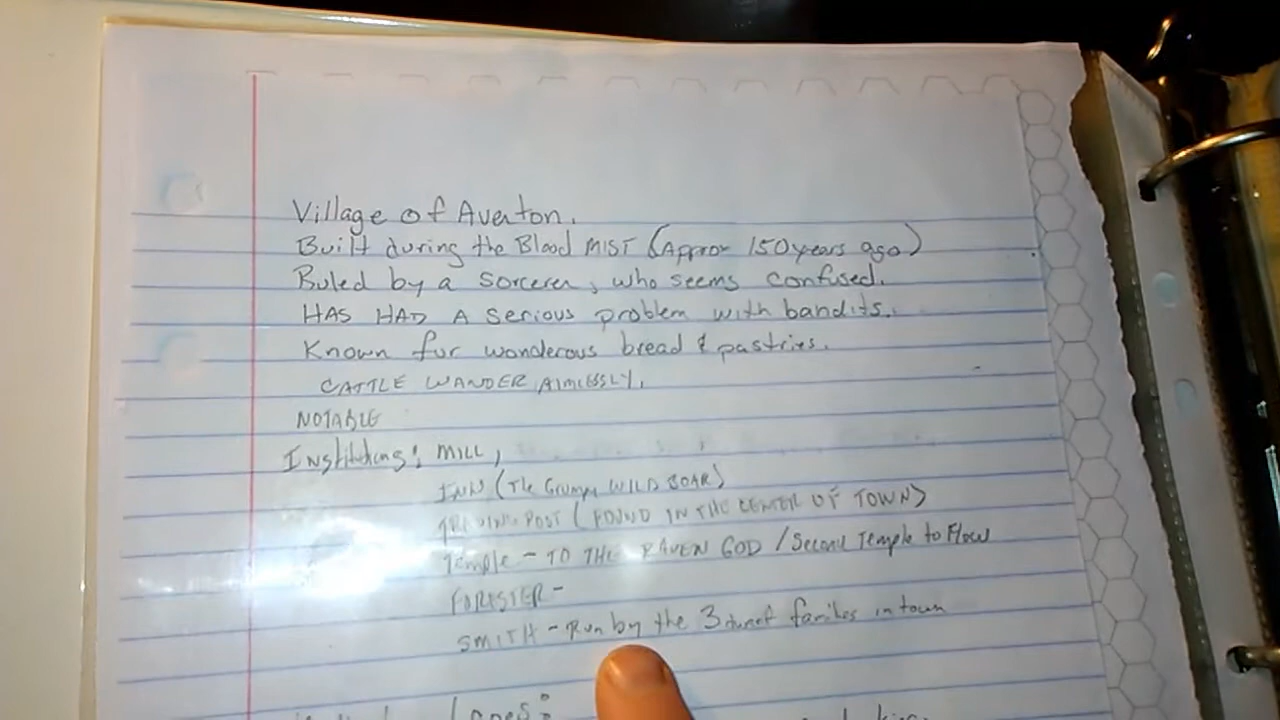 Village of Averton.
Built during the Blood MIST (Approx 150 years ago)
Ruled by a sorcerer, who seems confused.
HAS HAD A serious problem with bandits.
Known for wonderous bread & pastries.
CATTLE WANDER AIMLESSLY.
NOTABLE
Institutions: MILL,
INN (The Grumpy WILD BOAR)
POST (FOUND IN THE CENTER OF TOWN)
Temple - TO THE RAVEN GOD / Second Temple to Flow
FORISTER -
SMITH - Run by the 3 families in town